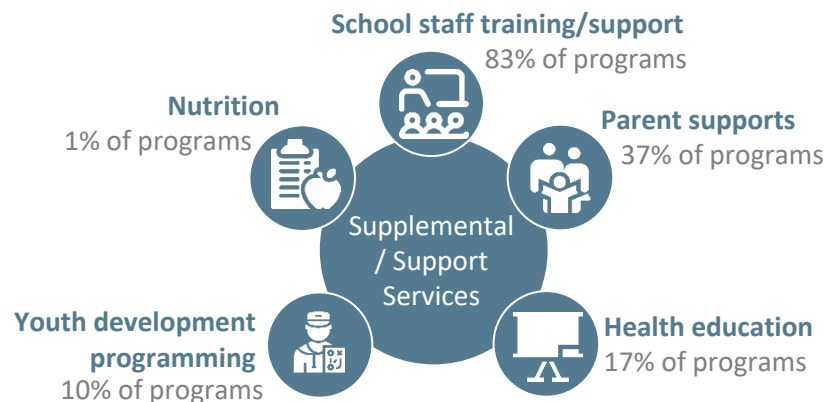 School staff training/support
83% of programs
Nutrition
1% of programs
Parent supports
37% of programs
Supplemental
/ Support
Services
Youth development
programming
10% of programs
Health education
17% of programs